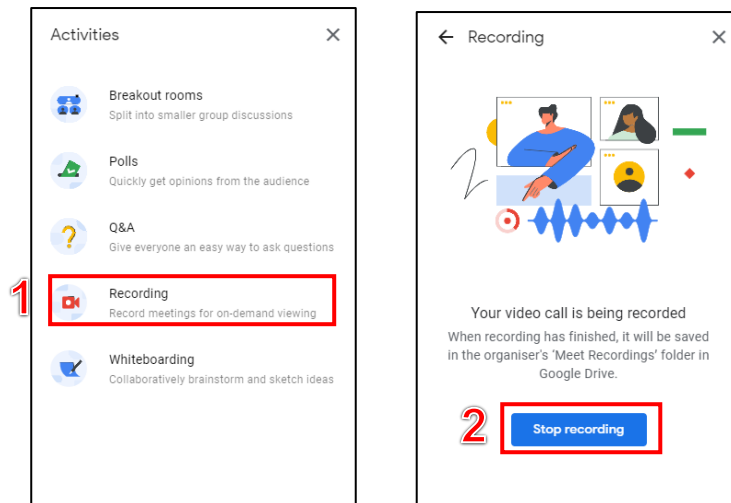 Activities
Breakout rooms
Split into smaller group discussions
Polls
Quickly get opinions from the audience
Q&A
Give everyone an easy way to ask questions
1
Recording
Record meetings for on-demand viewing
Whiteboarding
Collaboratively brainstorm and sketch ideas
Recording
Your video call is being recorded
When recording has finished, it will be saved
in the organiser's 'Meet Recordings' folder in
Google Drive.
2
Stop recording